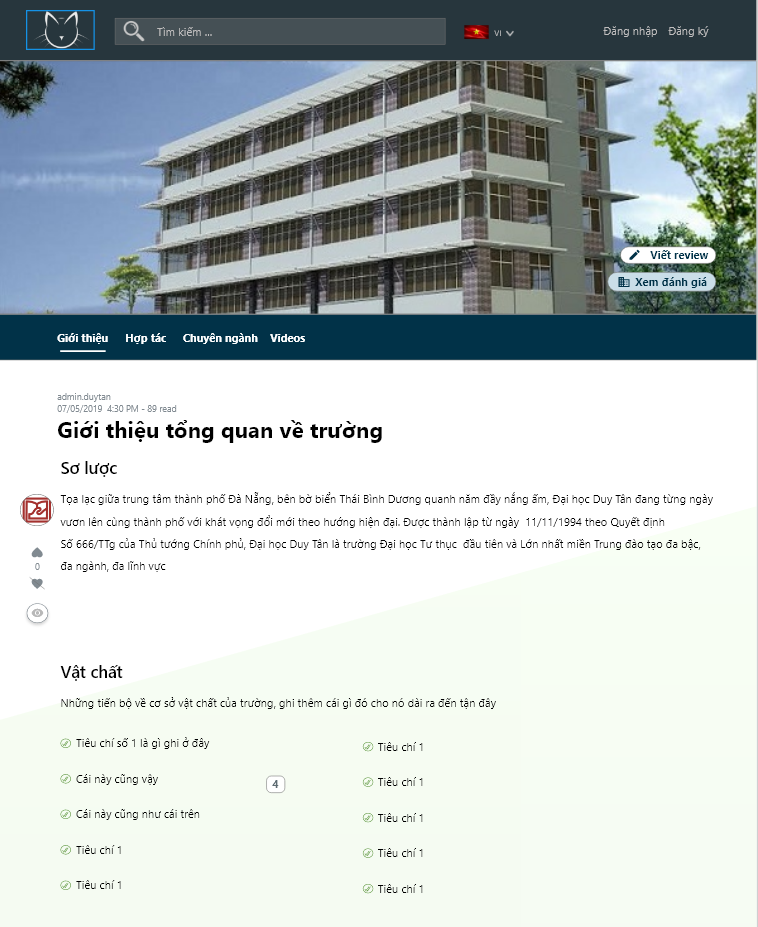 Tìm kiếm ...
VI
Đăng nhập Đăng ký
Viết review
Xem đánh giá
Giới thiệu Hợp tác Chuyên ngành Videos
admin.duytan
07/05/2019 4:30 PM - 89 read
Giới thiệu tổng quan về trường
Sơ lược
Tọa lạc giữa trung tâm thành phố Đà Nẵng, bên bờ biển Thái Bình Dương quanh năm đầy nắng ấm, Đại học Duy Tân đang từng ngày
vươn lên cùng thành phố với khát vọng đổi mới theo hướng hiện đại. Được thành lập từ ngày 11/11/1994 theo Quyết định
Số 666/TTg của Thủ tướng Chính phủ, Đại học Duy Tân là trường Đại học Tư thục đầu tiên và Lớn nhất miền Trung đào tạo đa bậc,
đa ngành, đa lĩnh vực
0
Vật chất
Những tiến bộ về cơ sở vật chất của trường, ghi thêm cái gì đó cho nó dài ra đến tận đây
Tiêu chí số 1 là gì ghi ở đây
Cái này cũng vậy
4
Cái này cũng như cái trên
Tiêu chí 1
Tiêu chí 1
Tiêu chí 1
Tiêu chí 1
Tiêu chí 1
Tiêu chí 1
Tiêu chí 1